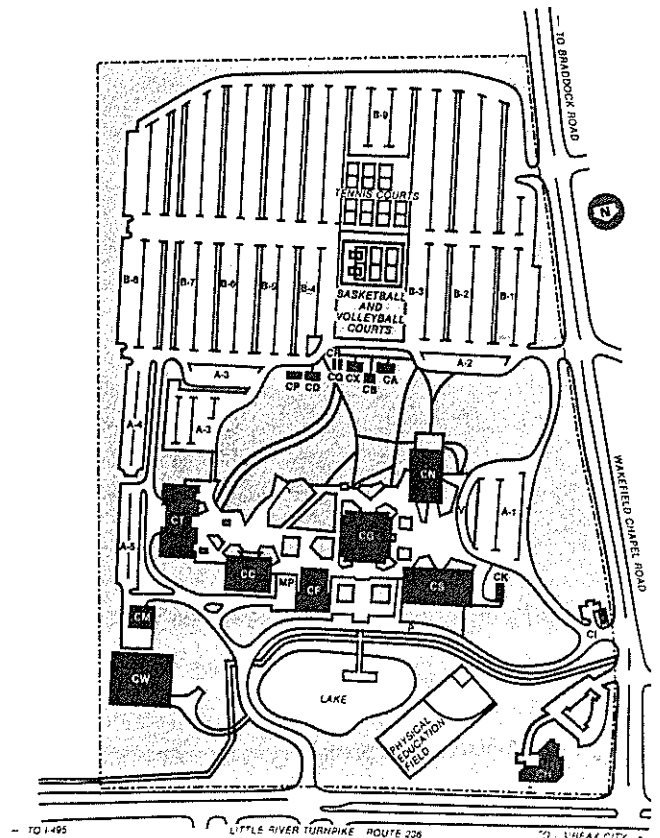 ← TO BRADDOCK ROAD
B-9
N
TENNIS COURTS
B-6
B-7
B-8
B-5
B-4
B-3
B-2
B-1
BASKETBALL
AND
VOLLEYBALL
COURTS
A-3
CP
CD
CQ
CX
CB
CA
A-2
A-4
A-3
CN
WAKEFIELD CHAPEL ROAD
CT
A-1
CG
A-5
CC
MP
CF
CS
CK
CM
CI
CW
LAKE
PHYSICAL
EDUCATION
FIELD
← TO I-495
LITTLE RIVER TURNPIKE
ROUTE 236